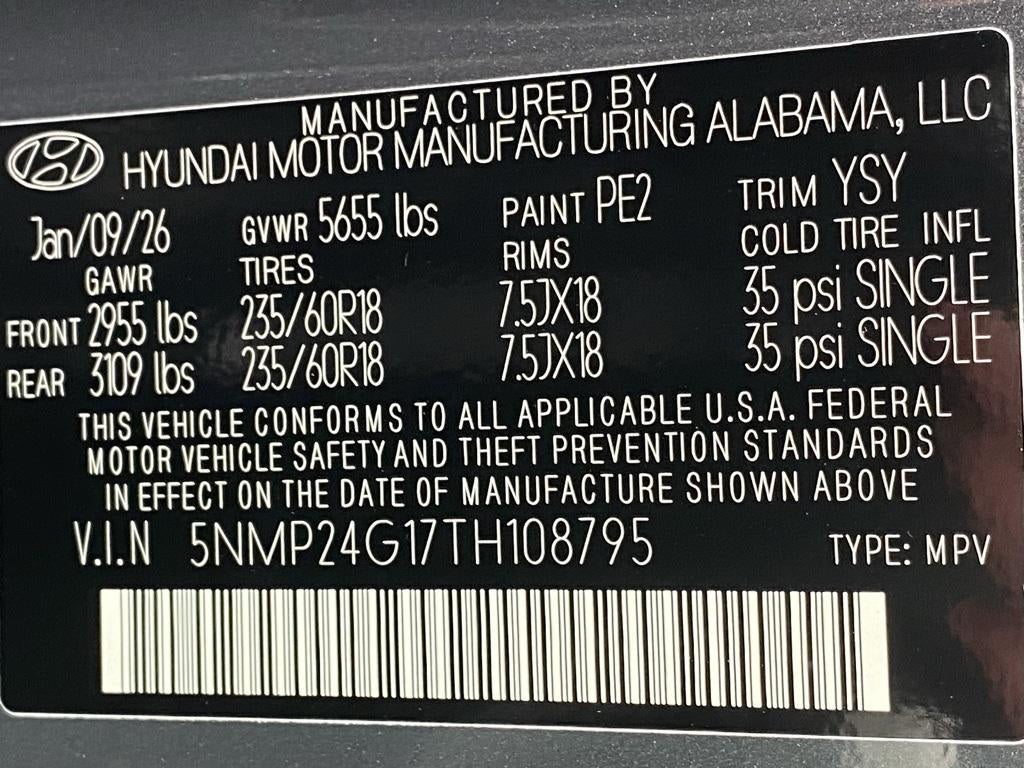 MANUFACTURED BY
HYUNDAI MOTOR MANUFACTURING ALABAMA, LLC
Jan/09/26 GVWR 5655 lbs PAINT PE2 TRIM YSY
GAWR TIRES RIMS COLD TIRE INFL
FRONT 2955 lbs 235/60R18 7.5JX18 35 psi SINGLE
REAR 3109 lbs 235/60R18 7.5JX18 35 psi SINGLE
THIS VEHICLE CONFORMS TO ALL APPLICABLE U.S.A. FEDERAL
MOTOR VEHICLE SAFETY AND THEFT PREVENTION STANDARDS
IN EFFECT ON THE DATE OF MANUFACTURE SHOWN ABOVE
V.I.N 5NMP24G17TH108795 TYPE: MPV